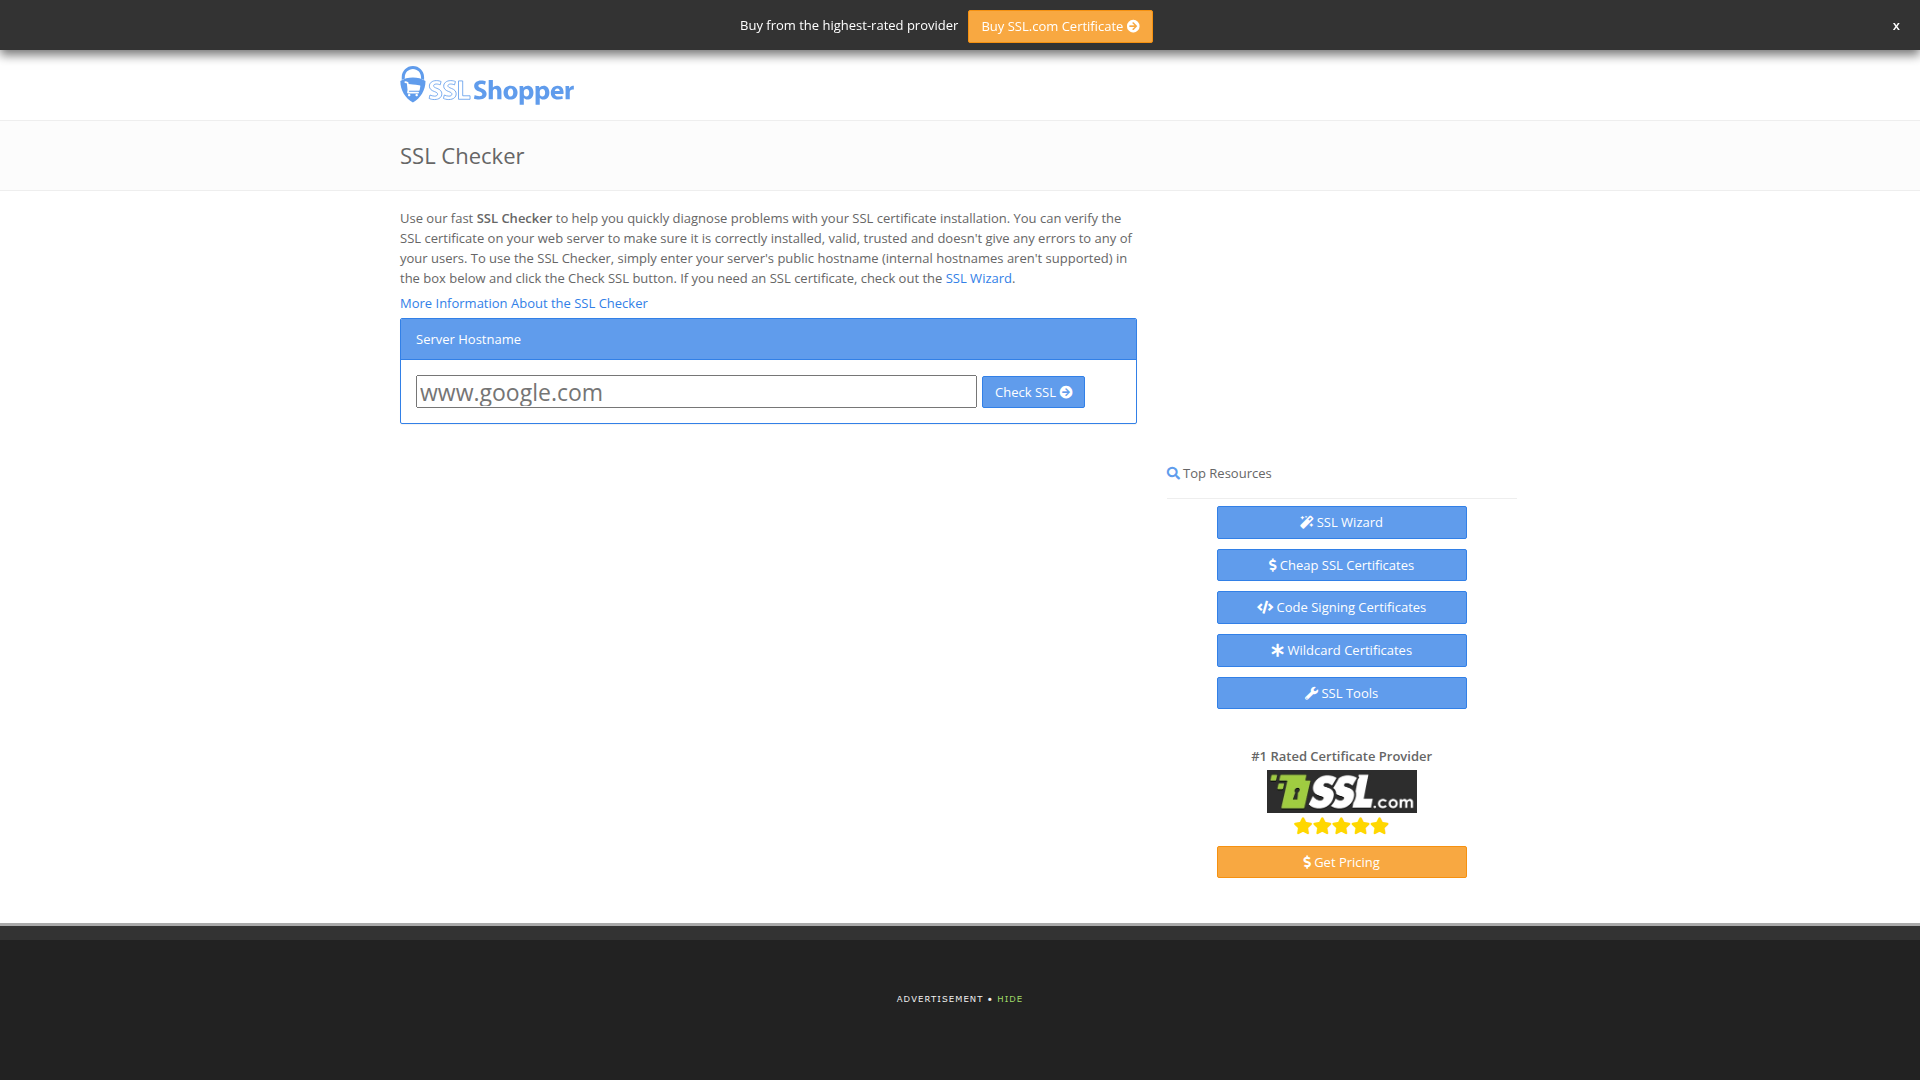 Buy from the highest-rated provider
Buy SSL.com Certificate
x
SSLShopper
SSL Checker
Use our fast SSL Checker to help you quickly diagnose problems with your SSL certificate installation. You can verify the
SSL certificate on your web server to make sure it is correctly installed, valid, trusted and doesn't give any errors to any of
your users. To use the SSL Checker, simply enter your server's public hostname (internal hostnames aren't supported) in
the box below and click the Check SSL button. If you need an SSL certificate, check out the SSL Wizard.
More Information About the SSL Checker
Server Hostname
www.google.com
Check SSL
Top Resources
SSL Wizard
$ Cheap SSL Certificates
Code Signing Certificates
Wildcard Certificates
SSL Tools
#1 Rated Certificate Provider
SSL.com
$ Get Pricing
ADVERTISEMENT • HIDE